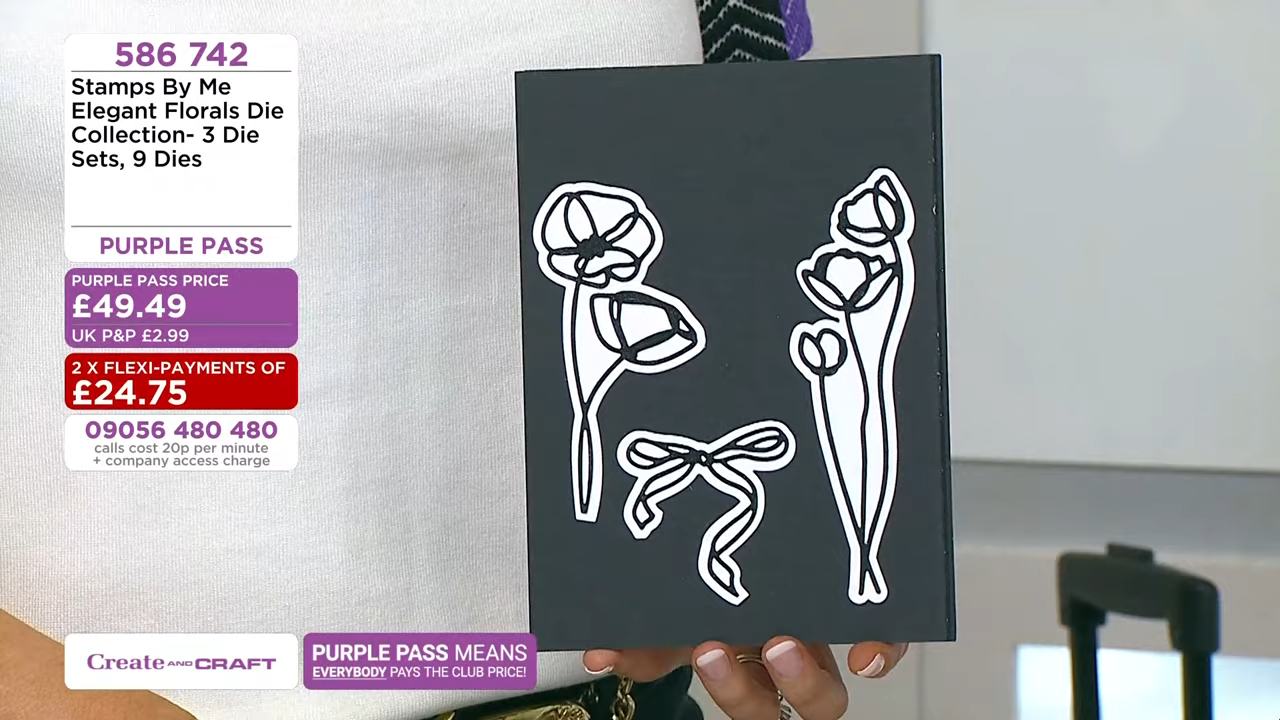 586 742
Stamps By Me
Elegant Florals Die
Collection- 3 Die
Sets, 9 Dies
PURPLE PASS
PURPLE PASS PRICE
£49.49
UK P&P £2.99
2 X FLEXI-PAYMENTS OF
£24.75
09056 480 480
calls cost 20p per minute
+ company access charge
Create AND CRAFT
PURPLE PASS MEANS
EVERYBODY PAYS THE CLUB PRICE!